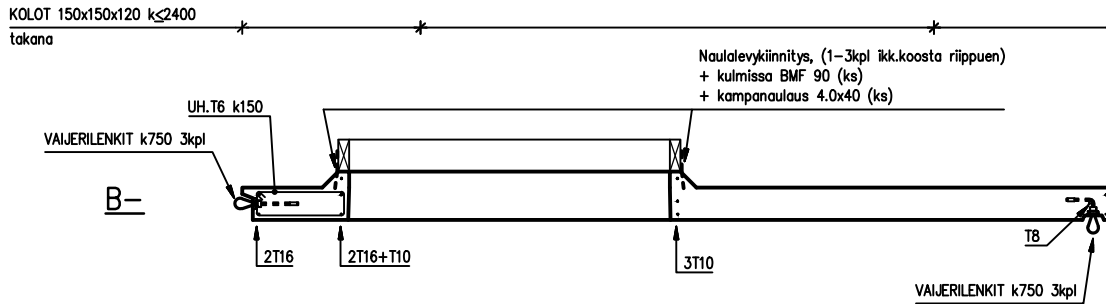 KOLOT 150x150x120 k≤2400
takana
Naulalevykiinnitys, (1-3kpl ikk.koosta riippuen)
+ kulmissa BMF 90 (ks)
+ kampanaulaus 4.0x40 (ks)
UH.T6 k150
VAIJERILENKIT k750 3kpl
B-
2T16
2T16+T10
3T10
T8
VAIJERILENKIT k750 3kpl